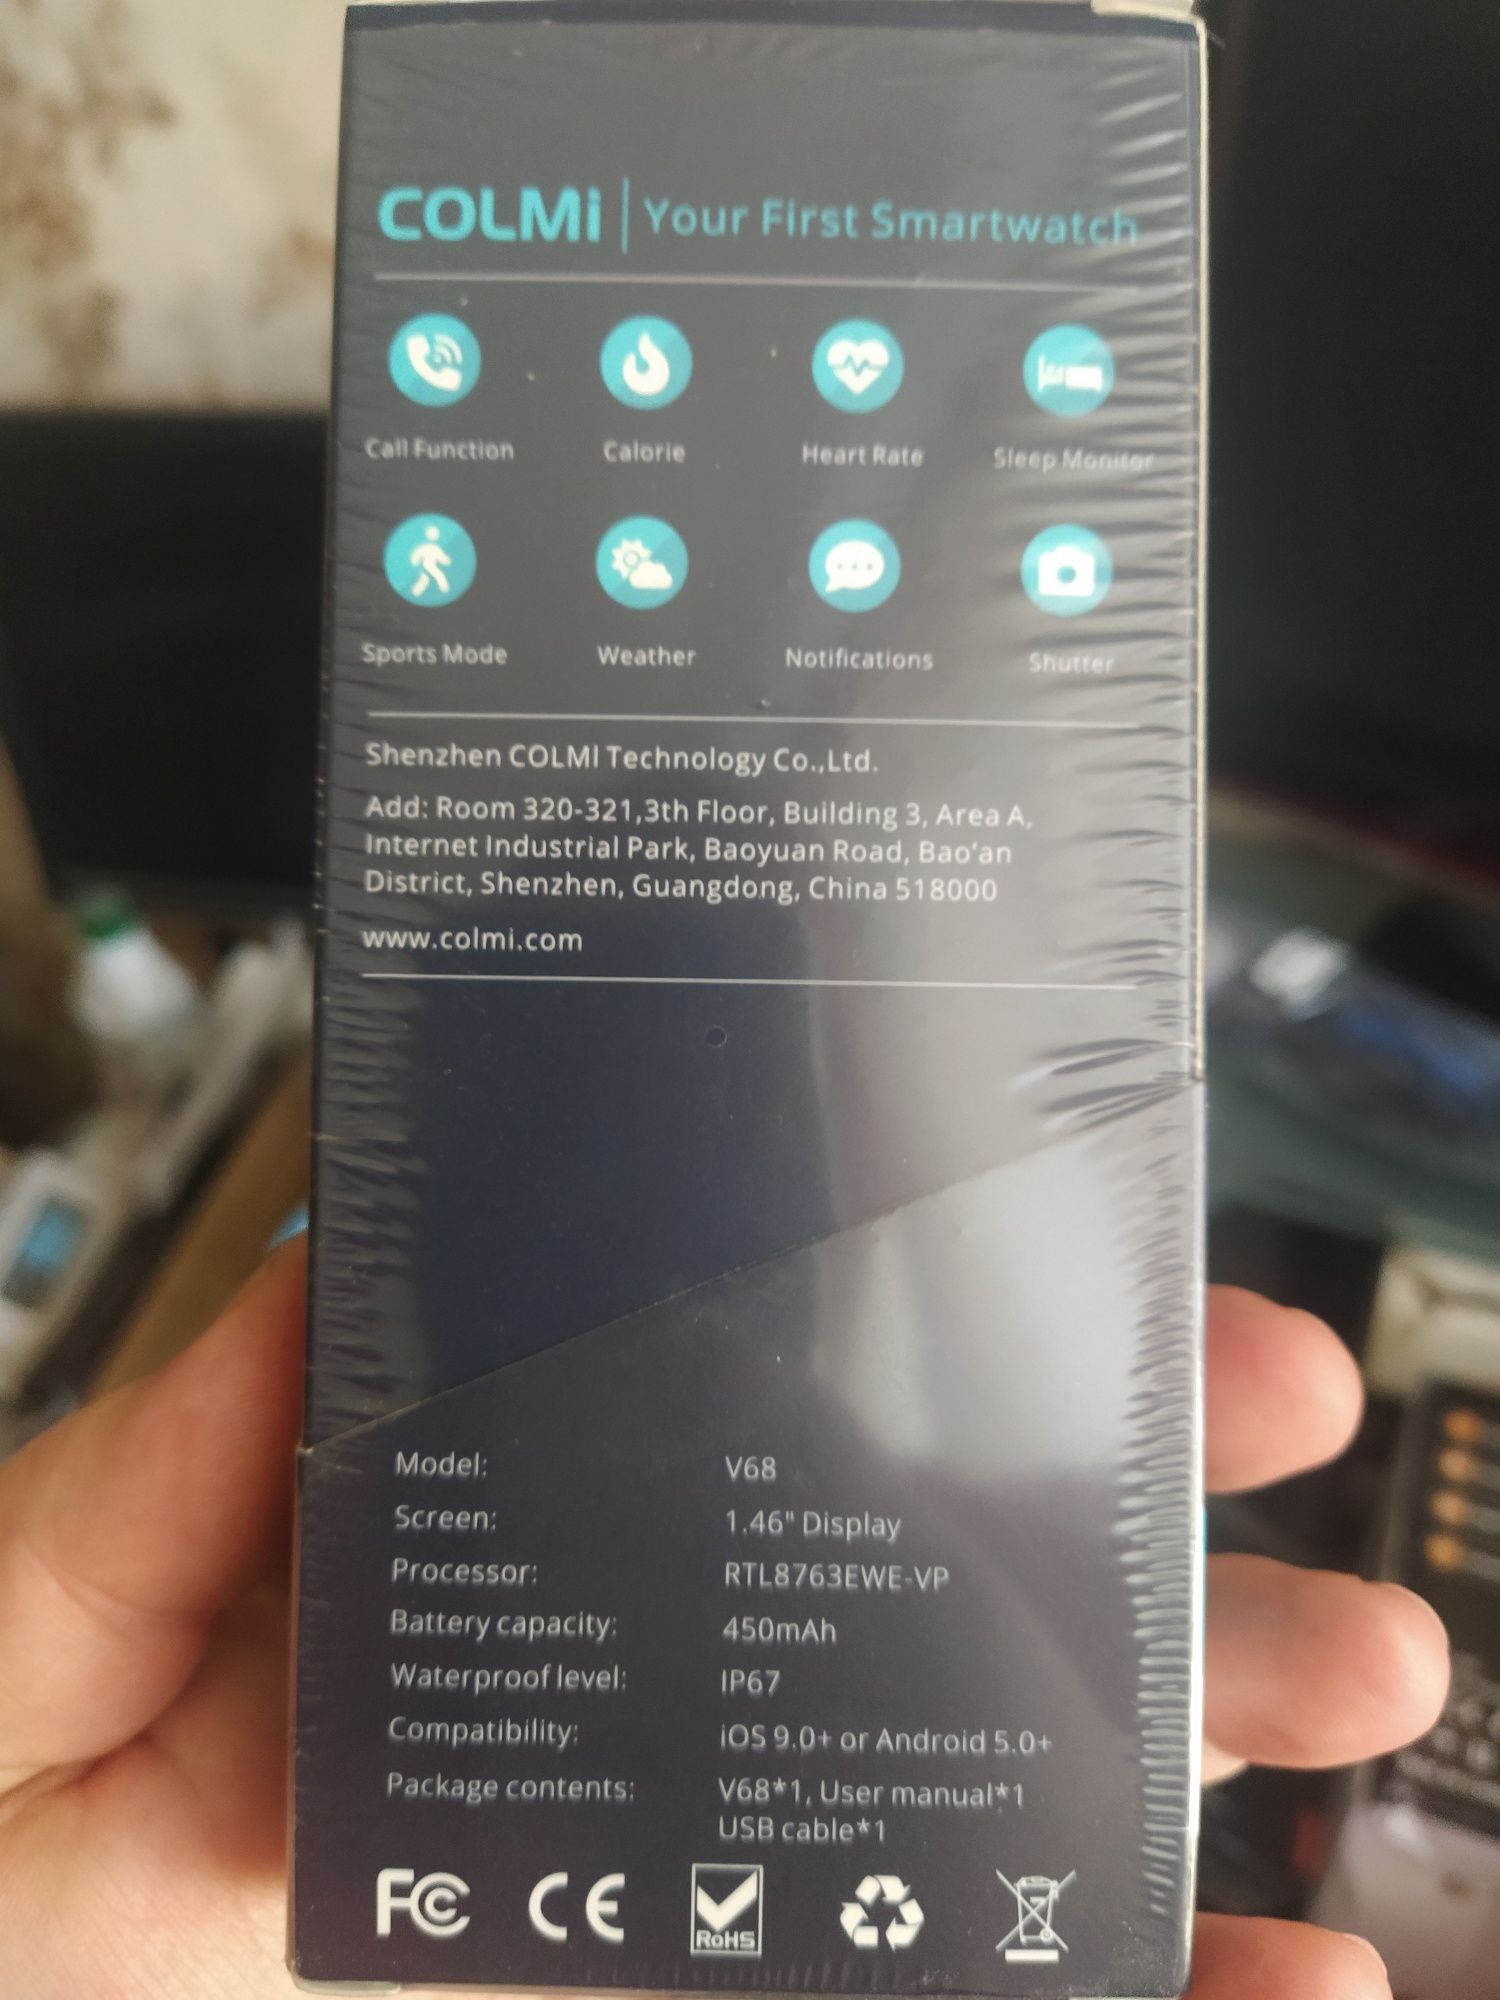 COLMi | Your First Smartwatch
Call Function Calorie Heart Rate Sleep Monitor
Sports Mode Weather Notifications Shutter
Shenzhen COLMI Technology Co.,Ltd.
Add: Room 320-321,3th Floor, Building 3, Area A,
Internet Industrial Park, Baoyuan Road, Bao'an
District, Shenzhen, Guangdong, China 518000
www.colmi.com
Model: V68
Screen: 1.46" Display
Processor: RTL8763EWE-VP
Battery capacity: 450mAh
Waterproof level: IP67
Compatibility: iOS 9.0+ or Android 5.0+
Package contents: V68*1, User manual*1
USB cable*1
FC CE RoHS